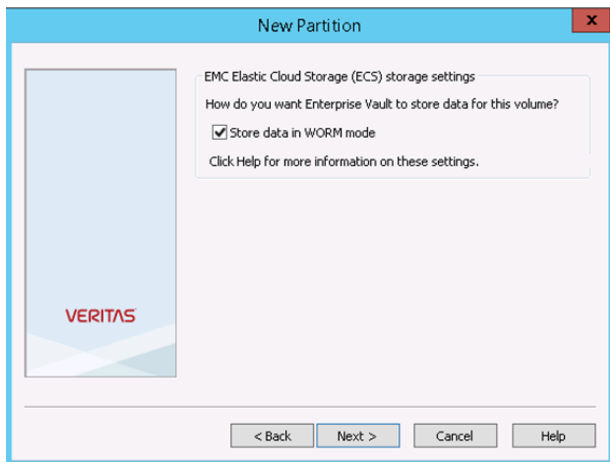 New Partition
x
EMC Elastic Cloud Storage (ECS) storage settings
How do you want Enterprise Vault to store data for this volume?
Store data in WORM mode
Click Help for more information on these settings.
VERITAS
< Back
Next >
Cancel
Help